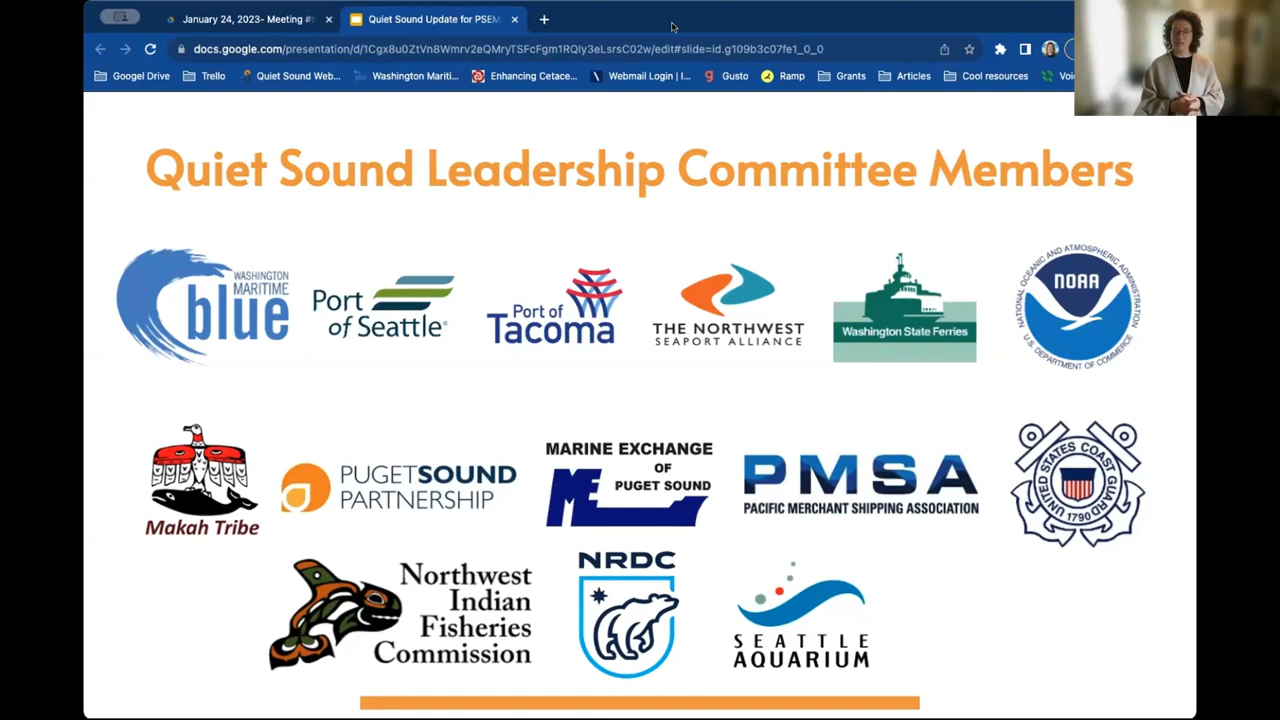 January 24, 2023- Meeting #
Quiet Sound Update for PSEM
docs.google.com/presentation/d/1Cgx8u0ZtVn8Wmrv2eQMryTSFcFgm1RQly3eLsrsC02w/edit#slide=id.g109b3c07fe1_0_0
Googel Drive
Trello
Quiet Sound Web...
Washington Mariti...
Enhancing Cetace...
Webmail Login | I...
Gusto
Ramp
Grants
Articles
Cool resources
Quiet Sound Leadership Committee Members
WASHINGTON
MARITIME
blue
Port
of Seattle
Port of
Tacoma
THE NORTHWEST
SEAPORT ALLIANCE
Washington State Ferries
NATIONAL OCEANIC AND ATMOSPHERIC ADMINISTRATION
NOAA
U.S. DEPARTMENT OF COMMERCE
Makah Tribe
PUGETSOUND
PARTNERSHIP
MARINE EXCHANGE
OF
PUGET SOUND
ME
PMSA
PACIFIC MERCHANT SHIPPING ASSOCIATION
UNITED STATES COAST GUARD
1790
Northwest
Indian
Fisheries
Commission
NRDC
SEATTLE
AQUARIUM